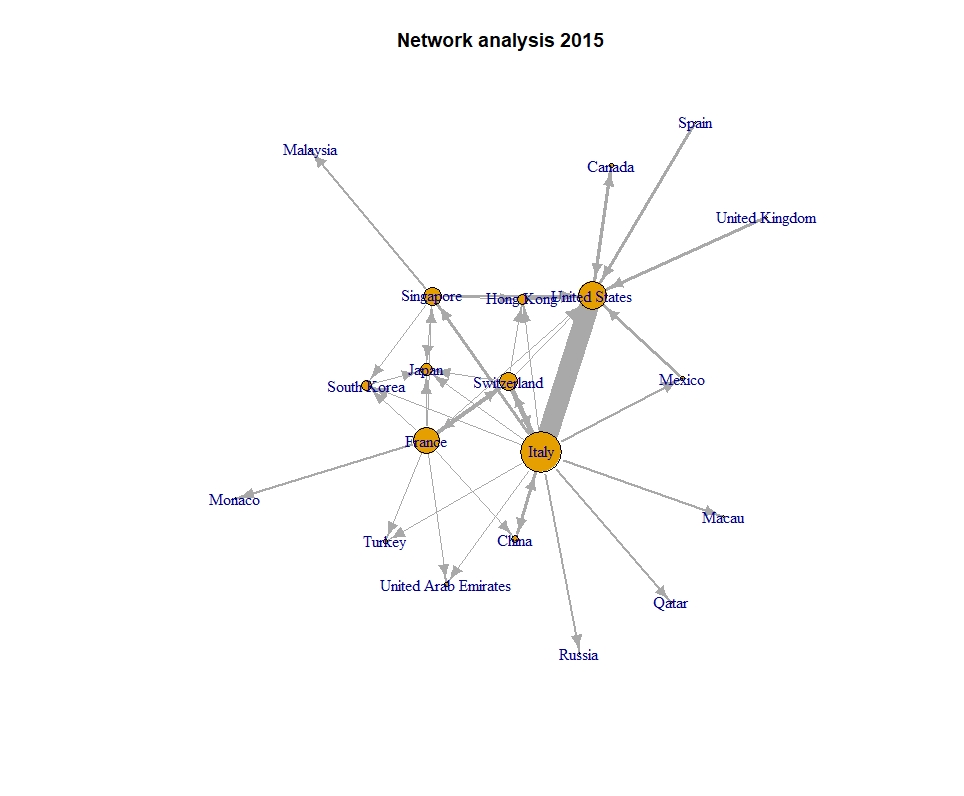 Network analysis 2015
Spain
Malaysia
Canada
United Kingdom
Singapore
Hong Kong
United States
Japan
South Korea
Switzerland
Mexico
France
Italy
Monaco
Macau
Turkey
China
United Arab Emirates
Qatar
Russia